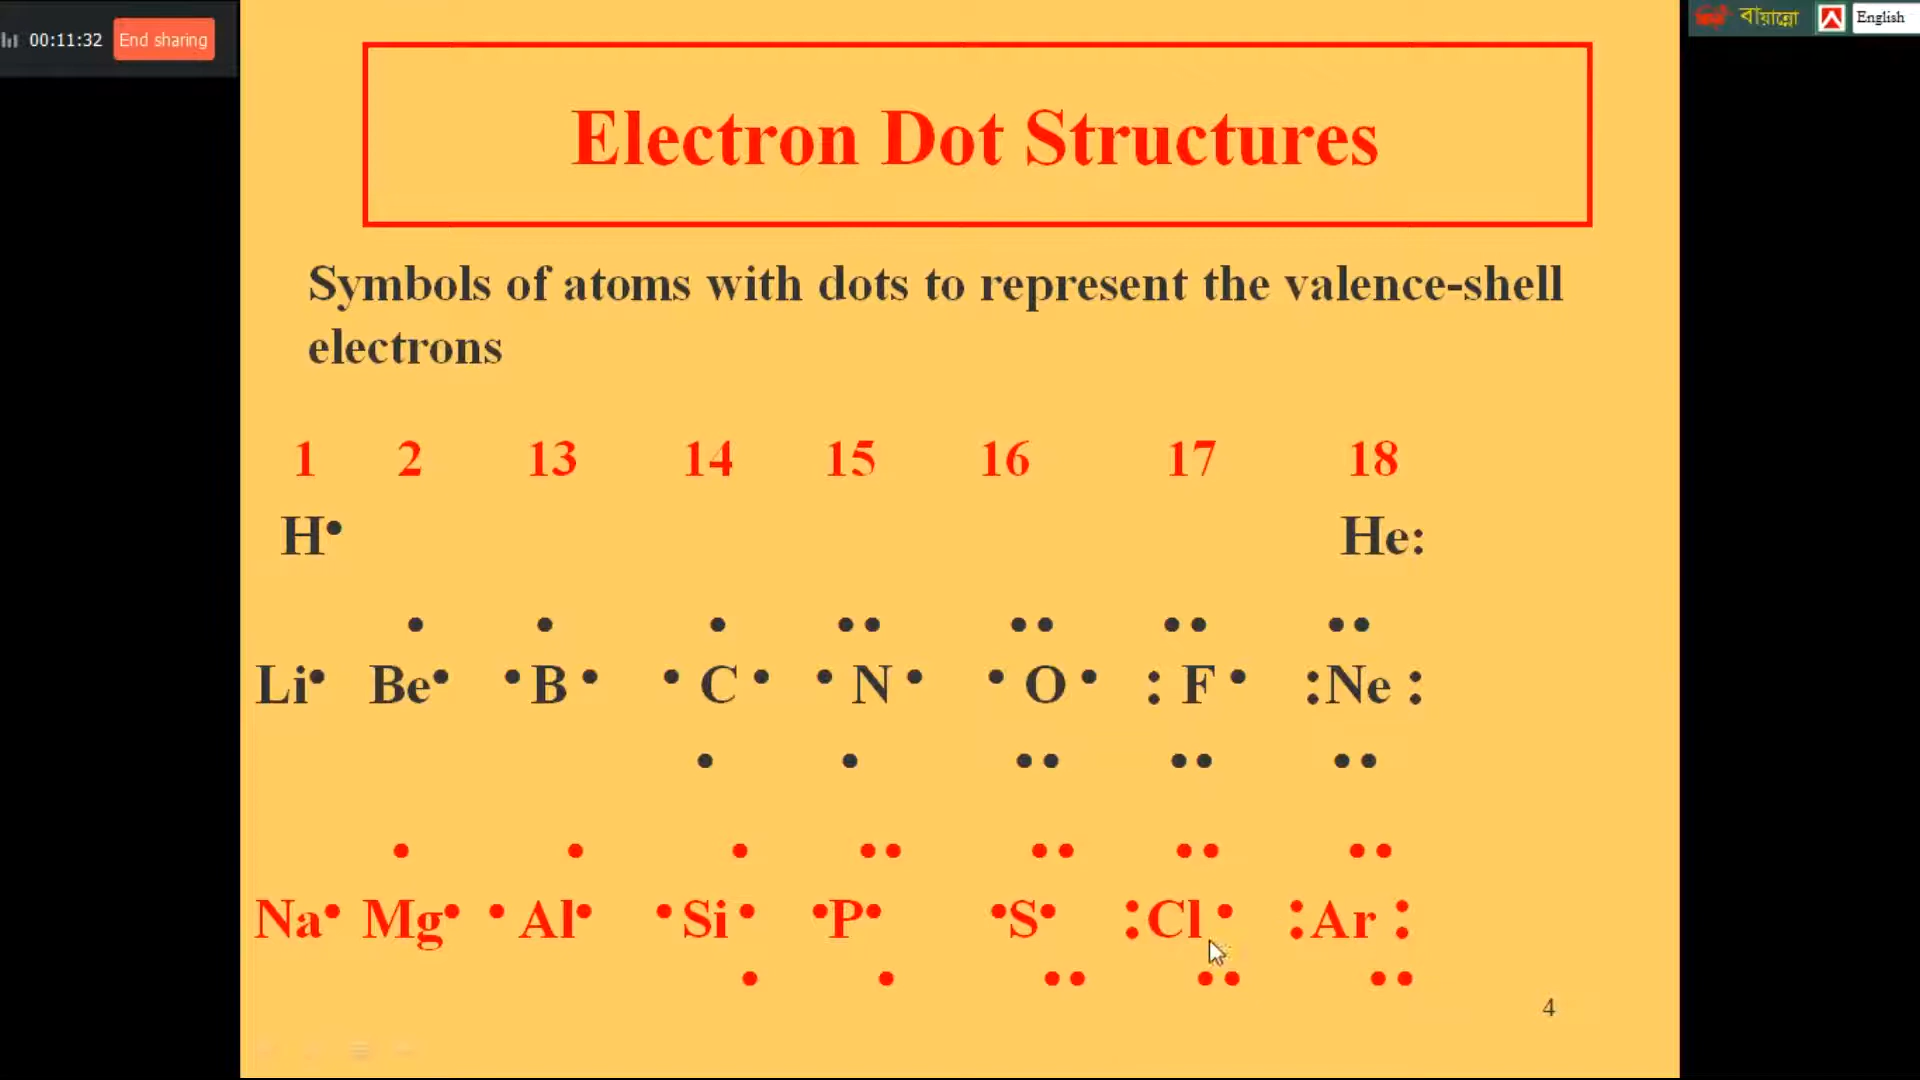 00:11:32 End sharing
বায়ান্নো English
Electron Dot Structures
Symbols of atoms with dots to represent the valence-shell
electrons
1 2 13 14 15 16 17 18
H• He:
Li• Be• •B• •C• •N• •O• :F• :Ne:
Na• Mg• •Al• •Si• •P• •S• :Cl• :Ar:
4